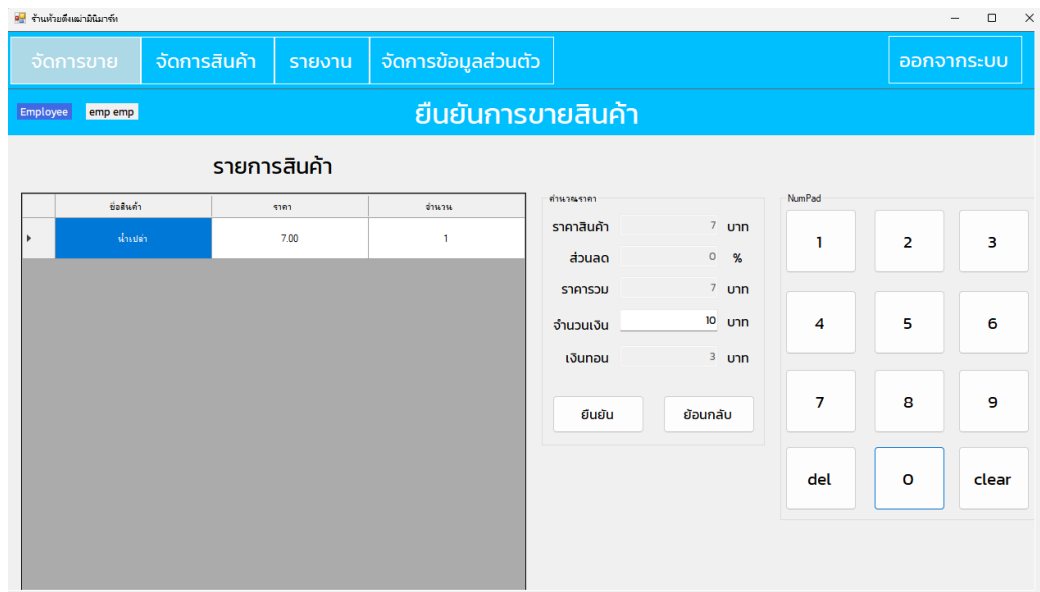 ร้านห้วยตึงเฒ่ามินิมาร์ท
จัดการขาย จัดการสินค้า รายงาน จัดการข้อมูลส่วนตัว ออกจากระบบ
Employee emp emp ยืนยันการขายสินค้า
รายการสินค้า
ชื่อสินค้า ราคา จำนวน
น้ำเปล่า 7.00 1
คำนวณราคา
ราคาสินค้า 7 บาท
ส่วนลด 0 %
ราคารวม 7 บาท
จำนวนเงิน 10 บาท
เงินทอน 3 บาท
ยืนยัน ย้อนกลับ
NumPad
1 2 3
4 5 6
7 8 9
del 0 clear